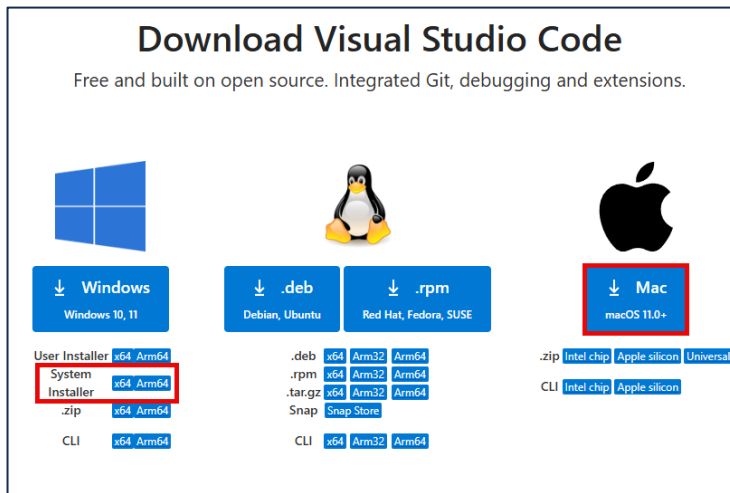 Download Visual Studio Code
Free and built on open source. Integrated Git, debugging and extensions.
Windows
Windows 10, 11
User Installer x64 Arm64
System
Installer x64 Arm64
.zip x64 Arm64
CLI x64 Arm64
.deb
Debian, Ubuntu
.rpm
Red Hat, Fedora, SUSE
.deb x64 Arm32 Arm64
.rpm x64 Arm32 Arm64
.tar.gz x64 Arm32 Arm64
Snap Snap Store
CLI x64 Arm32 Arm64
Mac
macOS 11.0+
.zip Intel chip Apple silicon Universal
CLI Intel chip Apple silicon